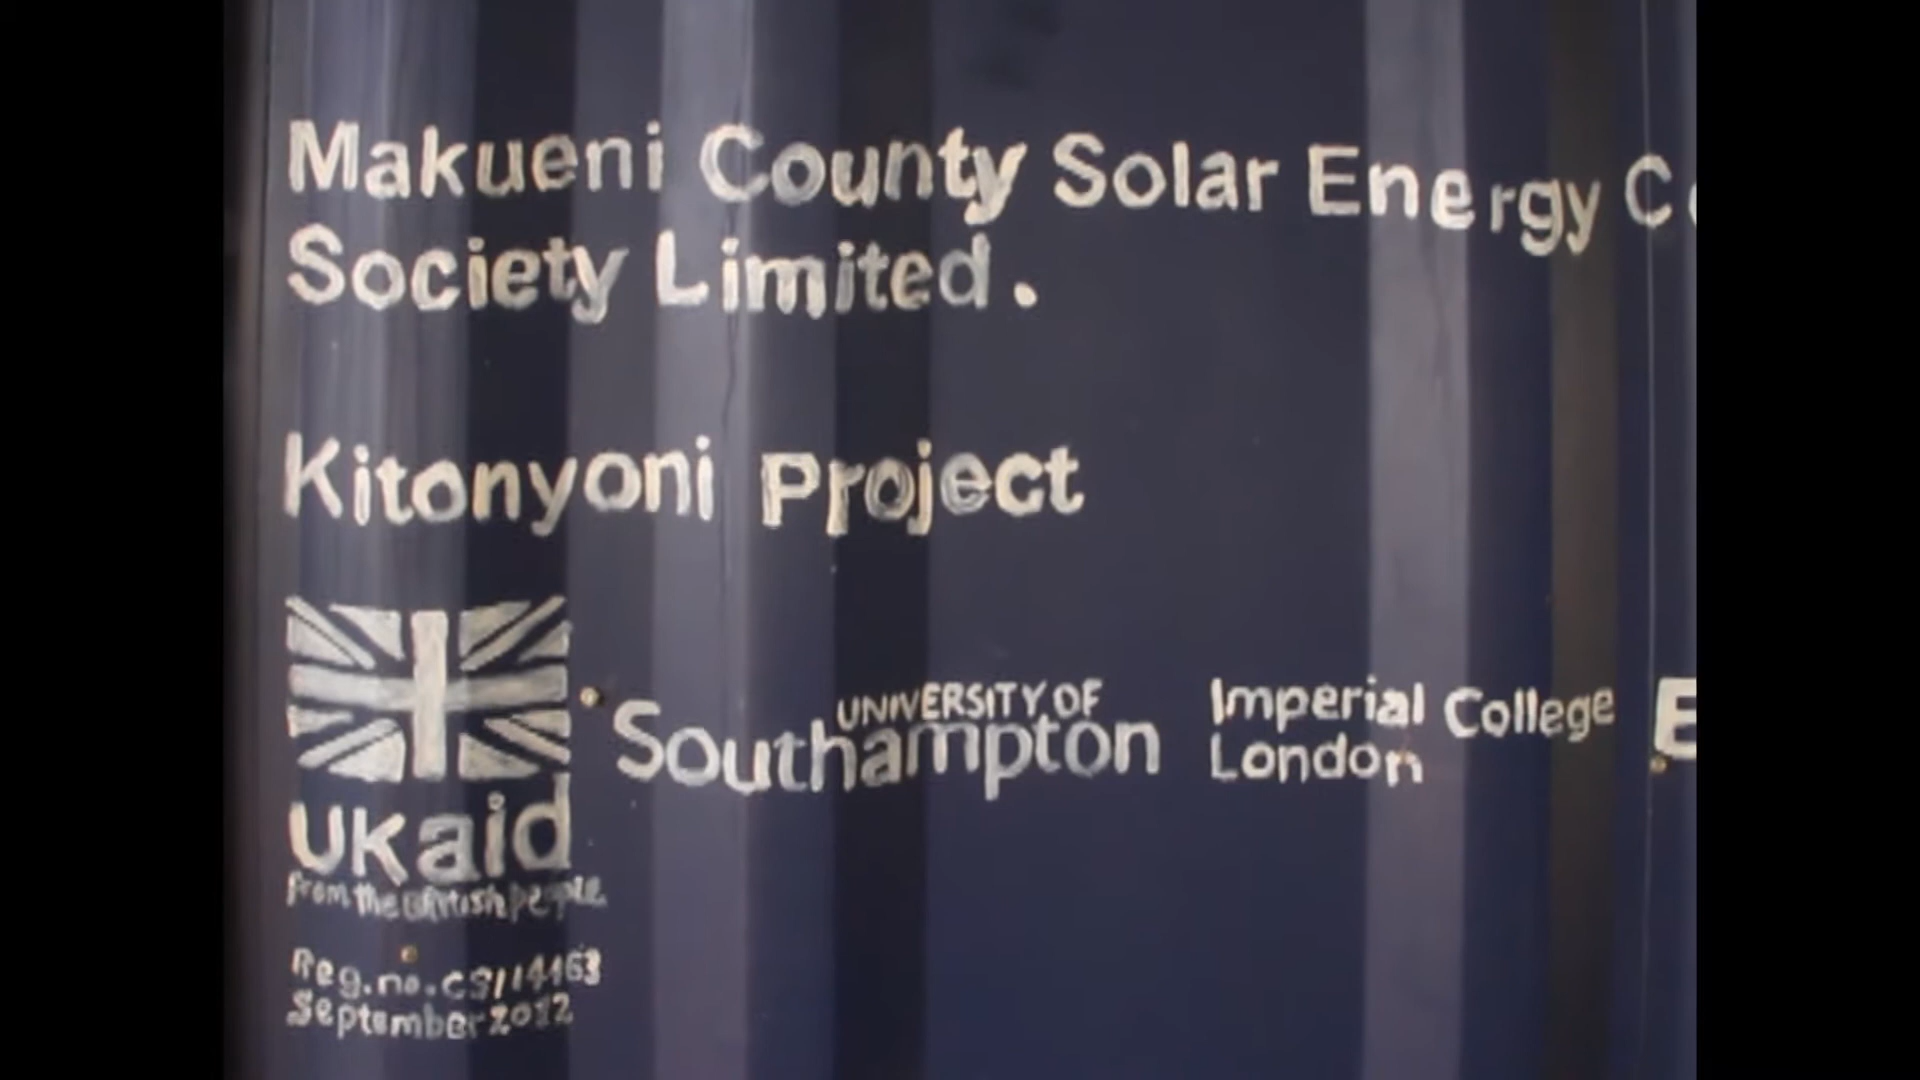 Makueni County Solar Energy C
Society Limited.
Kitonyoni Project
UNIVERSITY OF
Southampton
Imperial College
London
E
UKaid
from the British people
Reg.no.CS/14463
September 2012